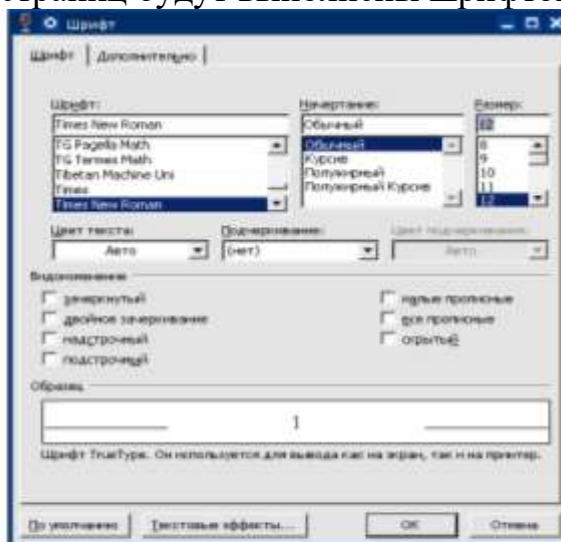 страниц будут выполнены шрифто
Шрифт
Шрифт Дополнительно
Шрифт: Начертание: Размер:
Times New Roman Обычный 12
TG Pagella Math Обычный 8
TG Termes Math Курсив 9
Tibetan Machine Uni Полужирный 10
Times Полужирный Курсив 11
Times New Roman 12
Цвет текста: Подчеркивание: Цвет подчеркивания:
Авто (нет) Авто
Видоизменение
зачеркнутый малые прописные
двойное зачеркивание все прописные
надстрочный скрытый
подстрочный
Образец
1
Шрифт TrueType. Он используется для вывода как на экран, так и на принтер.
По умолчанию Текстовые эффекты... ОК Отмена